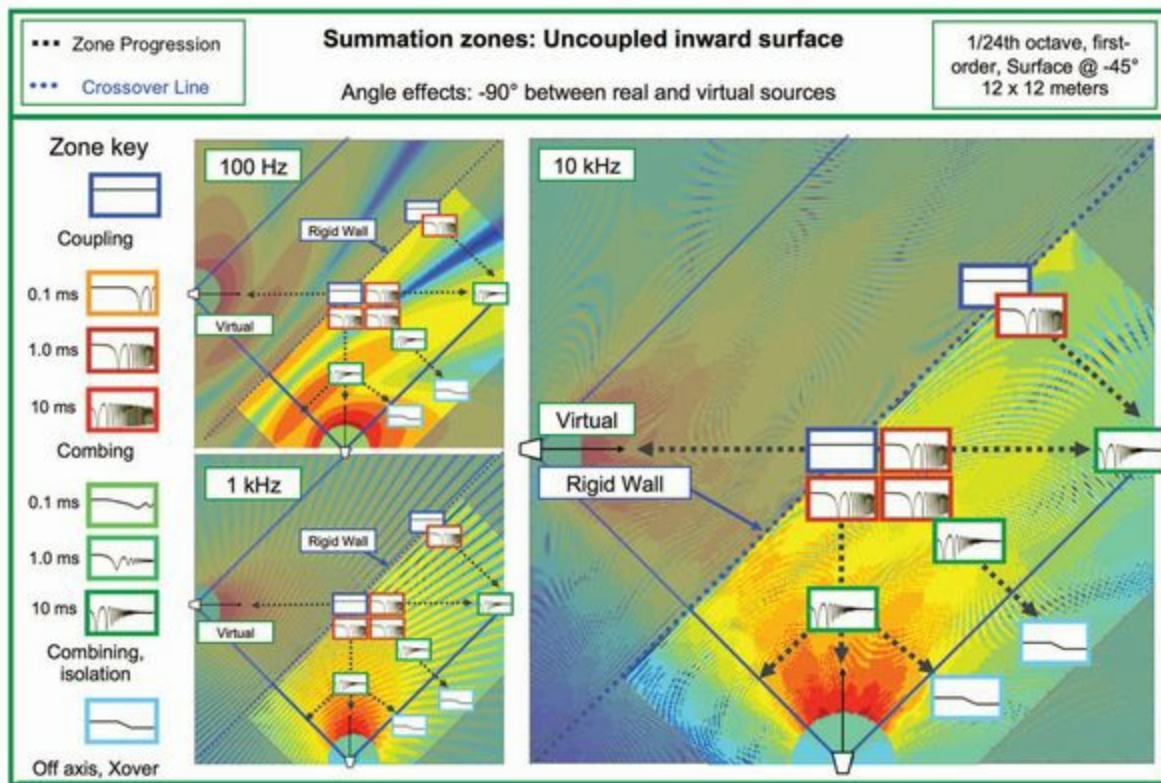 Zone Progression
Crossover Line
Summation zones: Uncoupled inward surface
Angle effects: -90° between real and virtual sources
1/24th octave, first-
order, Surface @ -45°
12 x 12 meters
Zone key
Coupling
0.1 ms
1.0 ms
10 ms
Combing
0.1 ms
1.0 ms
10 ms
Combining,
isolation
Off axis, Xover
100 Hz
Rigid Wall
Virtual
1 kHz
Rigid Wall
Virtual
10 kHz
Virtual
Rigid Wall